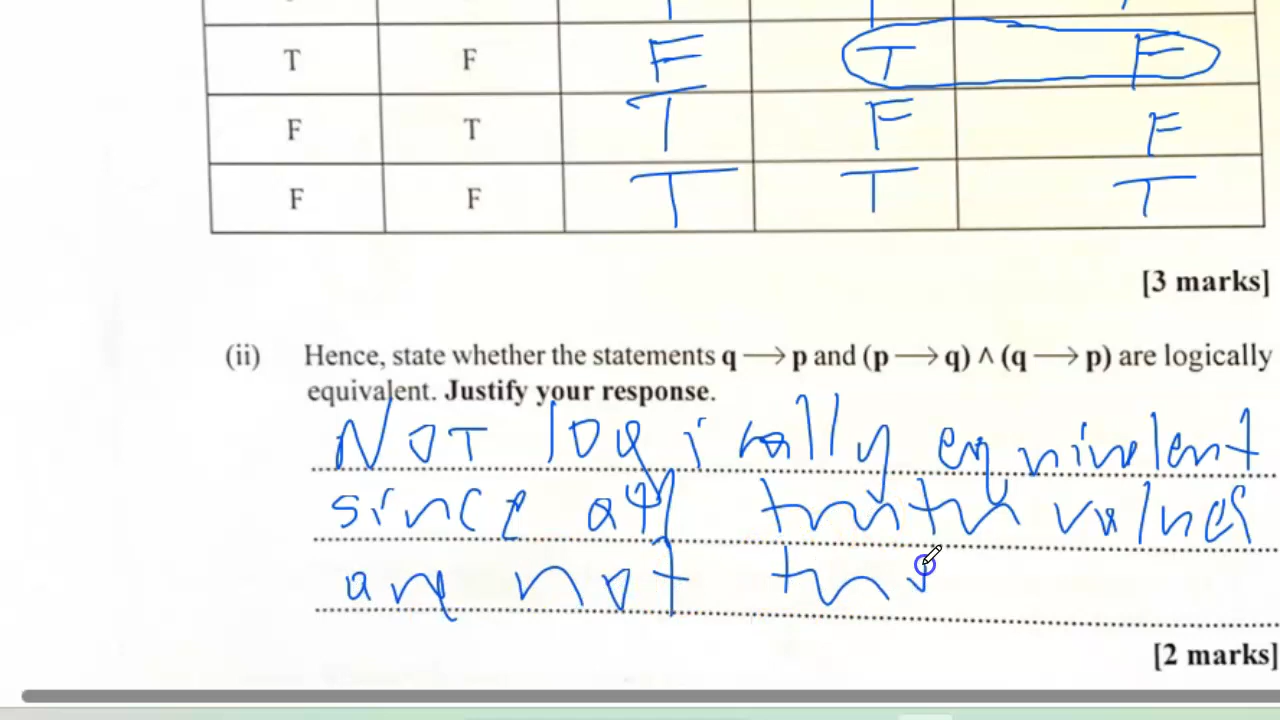 T F F T F
F T T F F
F F T T T
[3 marks]
(ii) Hence, state whether the statements q ⟶ p and (p ⟶ q) ∧ (q ⟶ p) are logically
equivalent. Justify your response.
NOT logically equivalent
since all truth values
are not
[2 marks]